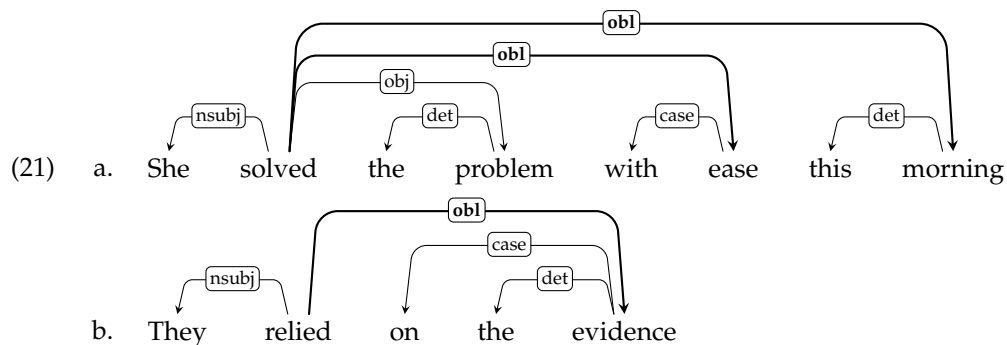 obl
obl
obj
nsubj det case det
(21) a. She solved the problem with ease this morning
obl
case
nsubj det
b. They relied on the evidence